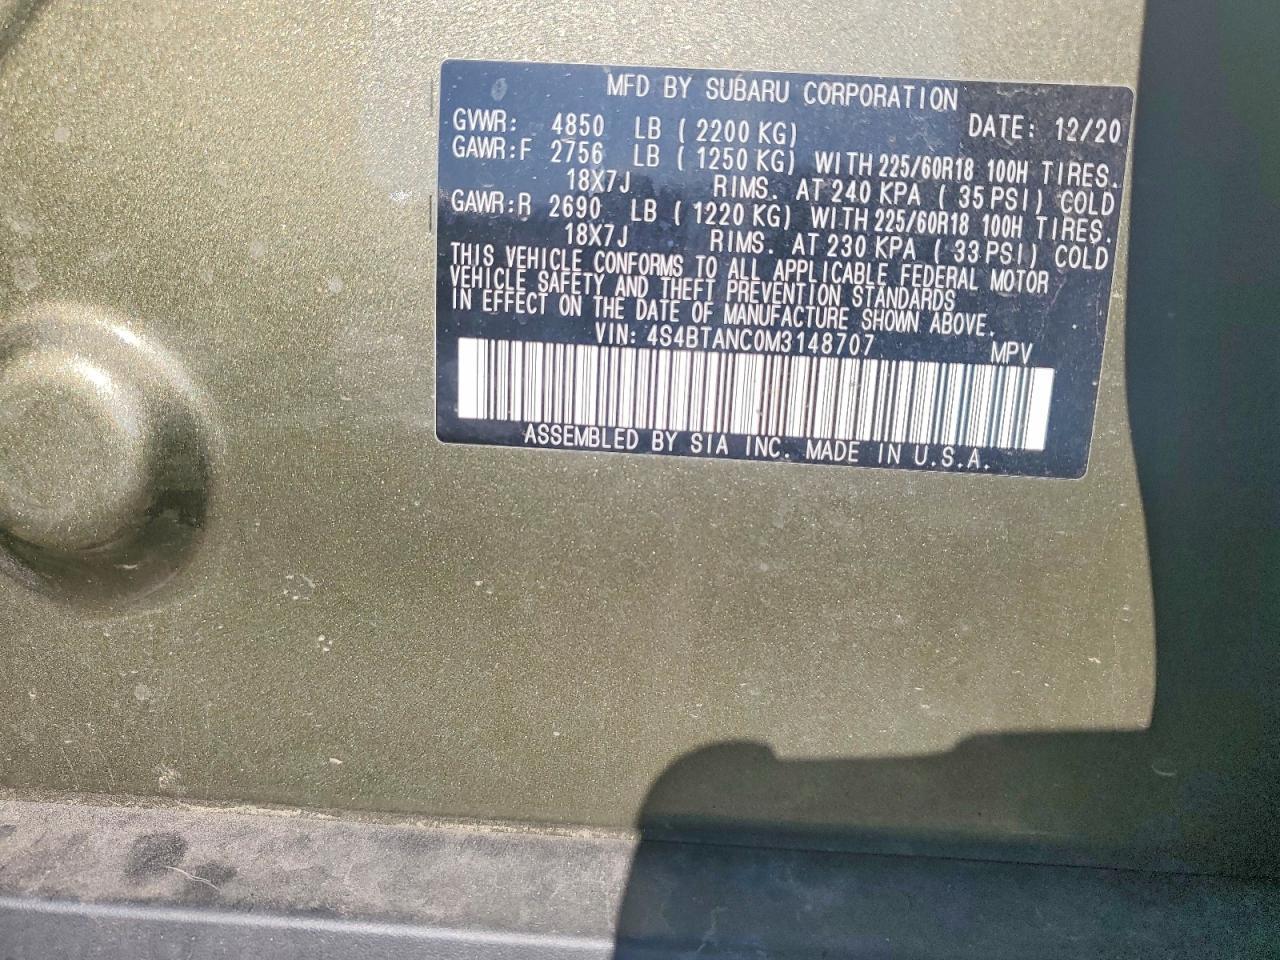 MFD BY SUBARU CORPORATION
GVWR: 4850 LB (2200 KG) DATE: 12/20
GAWR:F 2756 LB (1250 KG) WITH 225/60R18 100H TIRES.
18X7J RIMS. AT 240 KPA (35 PSI) COLD
GAWR:R 2690 LB (1220 KG) WITH 225/60R18 100H TIRES.
18X7J RIMS. AT 230 KPA (33 PSI) COLD
THIS VEHICLE CONFORMS TO ALL APPLICABLE FEDERAL MOTOR
VEHICLE SAFETY AND THEFT PREVENTION STANDARDS
IN EFFECT ON THE DATE OF MANUFACTURE SHOWN ABOVE.
VIN: 4S4BTANC0M3148707 MPV
ASSEMBLED BY SIA INC. MADE IN U.S.A.